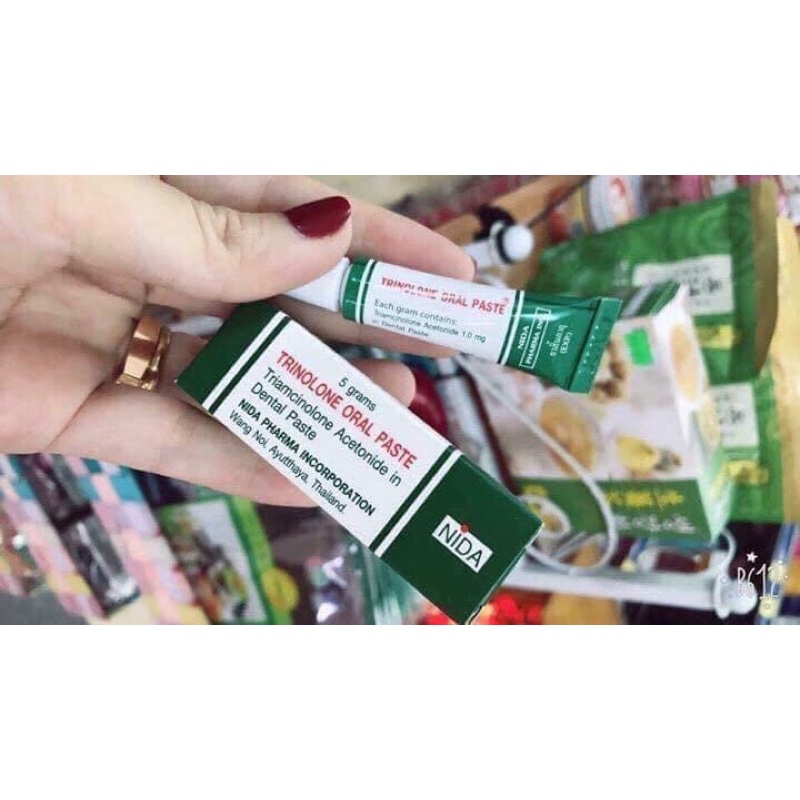 TRINOLONE ORAL PASTE
Each gram contains:
Triamcinolone Acetonide 1.0 mg
in Dental Paste
NIDA
PHARMA INC
5 grams
TRINOLONE ORAL PASTE
Triamcinolone Acetonide in
Dental Paste
NIDA PHARMA INCORPORATION
Wang Noi, Ayutthaya, Thailand.
NIDA
B612